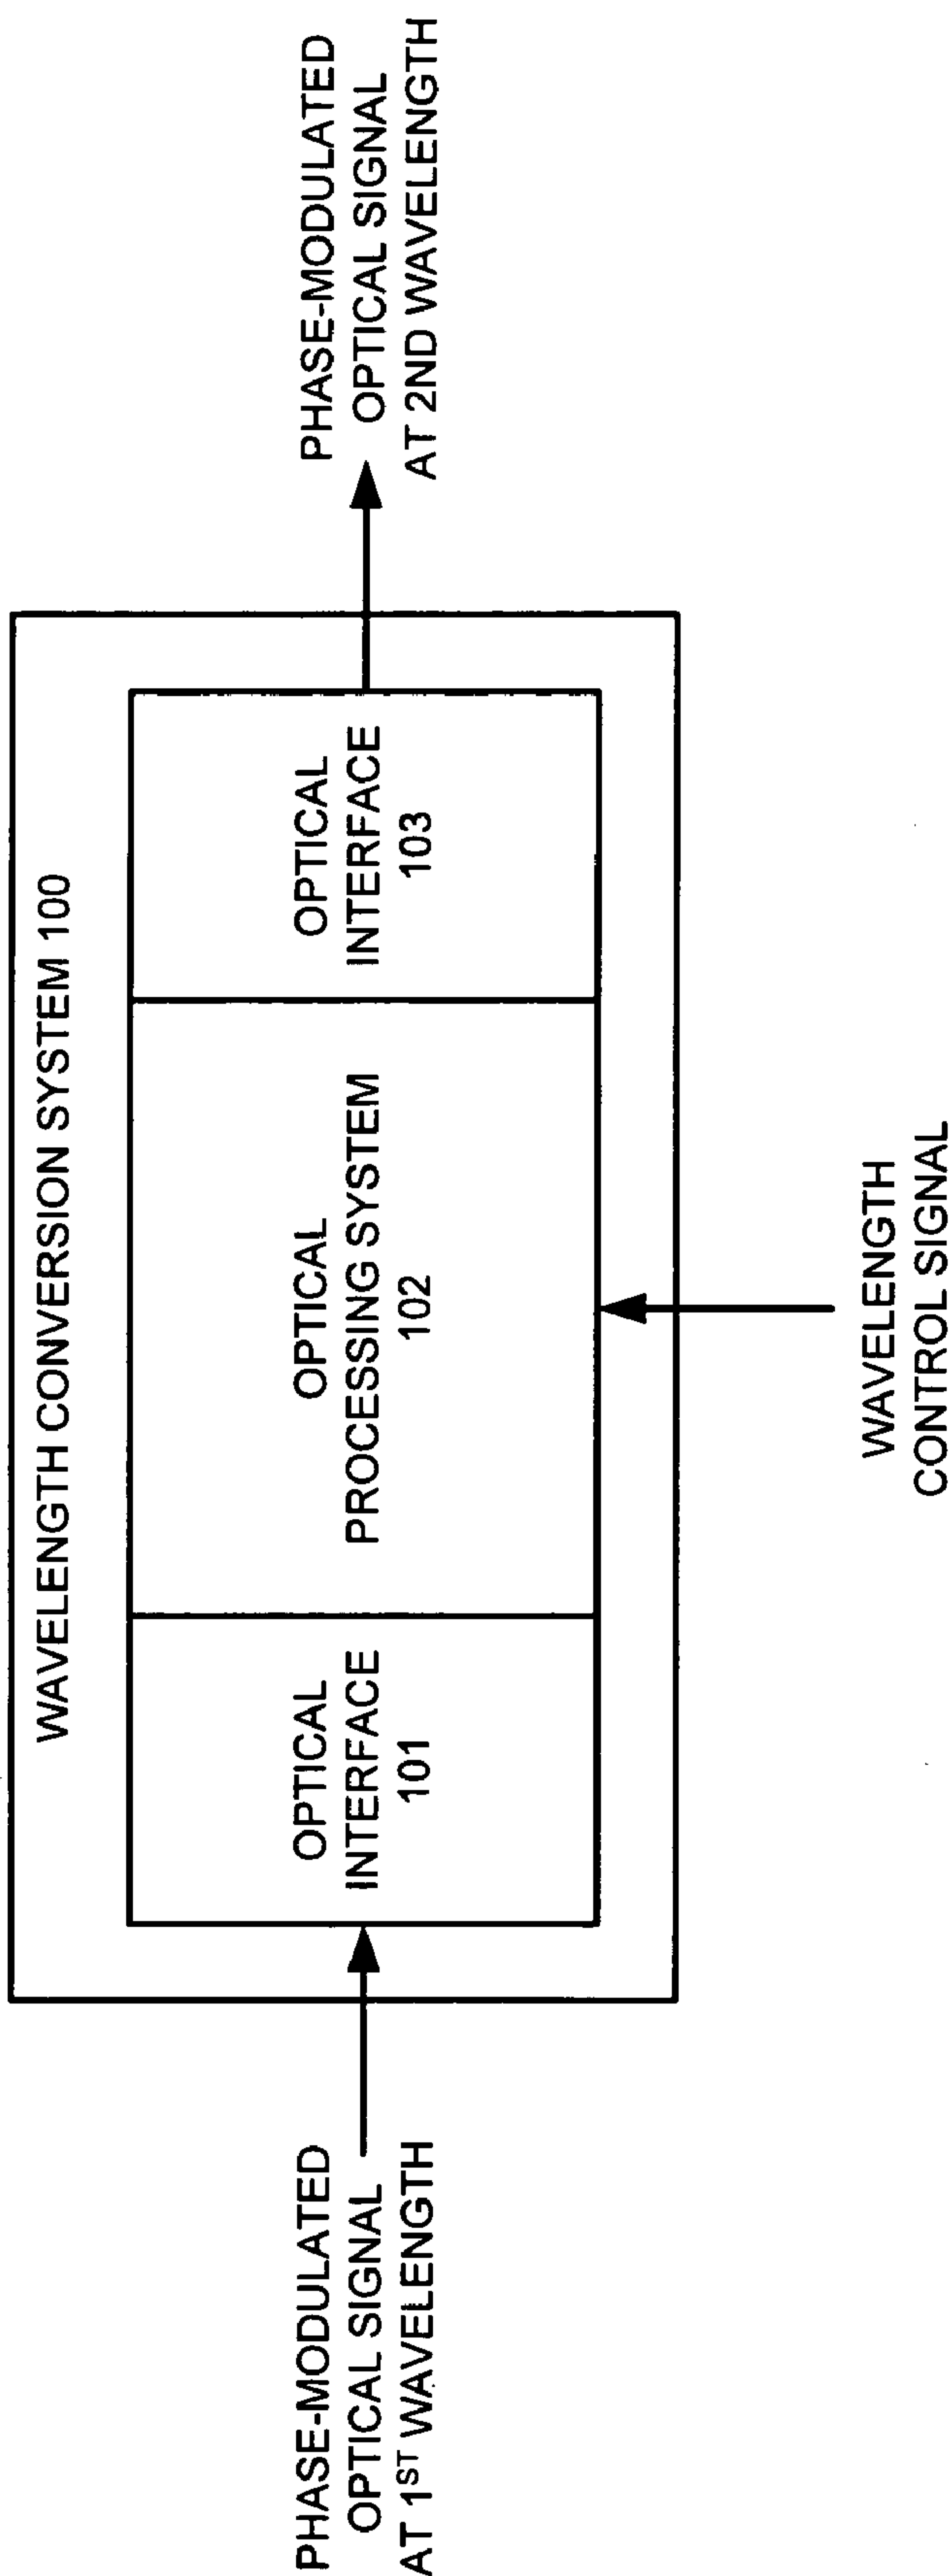 WAVELENGTH CONVERSION SYSTEM 100
PHASE-MODULATED
OPTICAL SIGNAL
AT 1ST WAVELENGTH
OPTICAL
INTERFACE
101
OPTICAL
PROCESSING SYSTEM
102
OPTICAL
INTERFACE
103
PHASE-MODULATED
OPTICAL SIGNAL
AT 2ND WAVELENGTH
WAVELENGTH
CONTROL SIGNAL